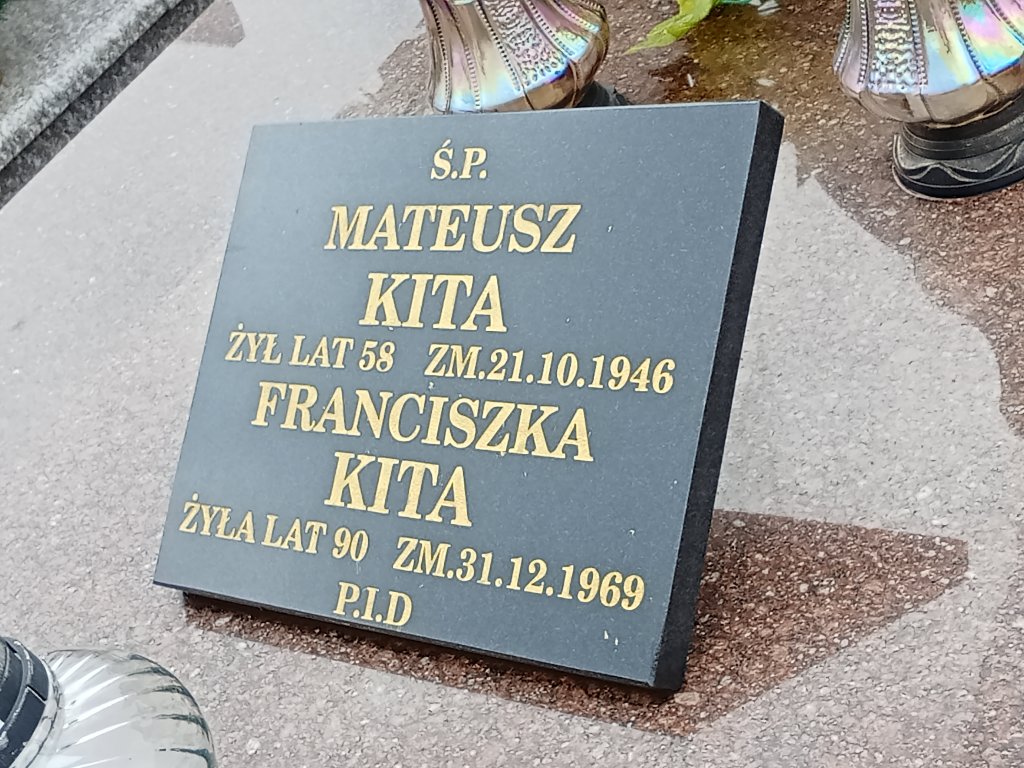 Ś.P.
MATEUSZ
KITA
ŻYŁ LAT 58 ZM.21.10.1946
FRANCISZKA
KITA
ŻYŁA LAT 90 ZM.31.12.1969
P.I.D